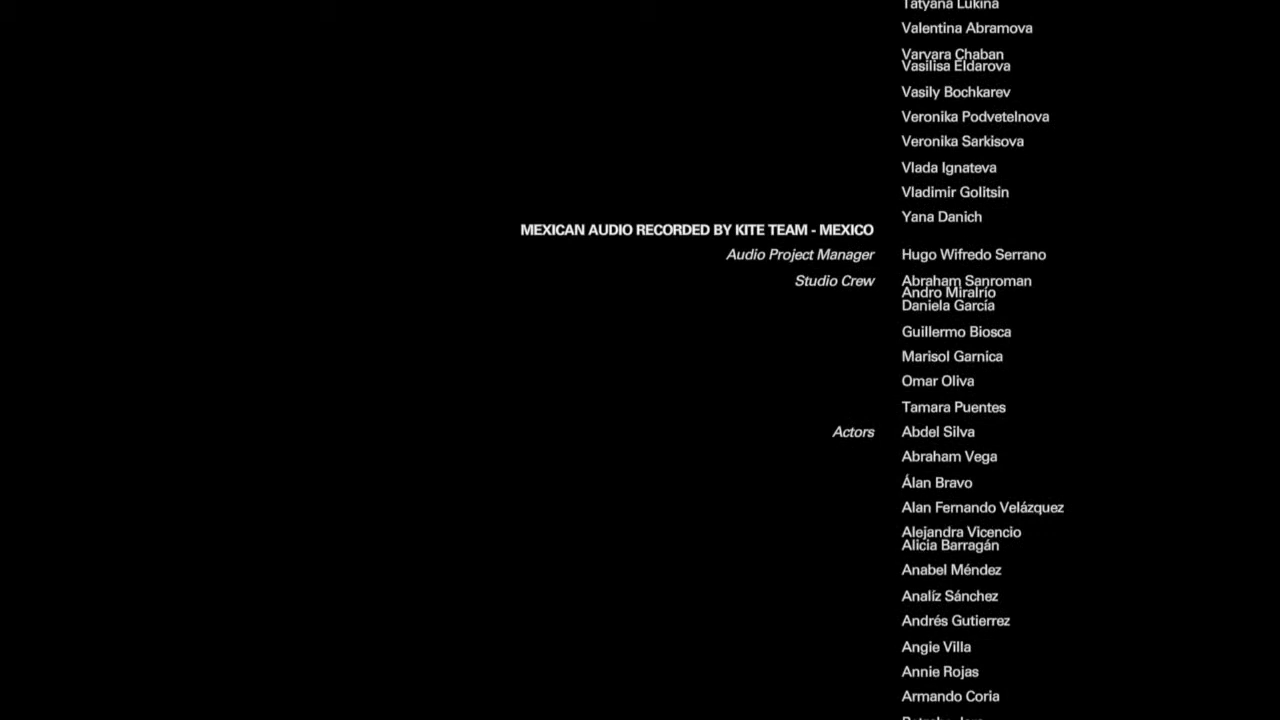 Tatyana Lukina
Valentina Abramova
Varvara Chaban
Vasilisa Eldarova
Vasily Bochkarev
Veronika Podvetelnova
Veronika Sarkisova
Vlada Ignateva
Vladimir Golitsin
Yana Danich
MEXICAN AUDIO RECORDED BY KITE TEAM - MEXICO
Audio Project Manager Hugo Wifredo Serrano
Studio Crew Abraham Sanroman
Andro Miralrío
Daniela García
Guillermo Biosca
Marisol Garnica
Omar Oliva
Tamara Puentes
Actors Abdel Silva
Abraham Vega
Álan Bravo
Alan Fernando Velázquez
Alejandra Vicencio
Alicia Barragán
Anabel Méndez
Analíz Sánchez
Andrés Gutierrez
Angie Villa
Annie Rojas
Armando Coria